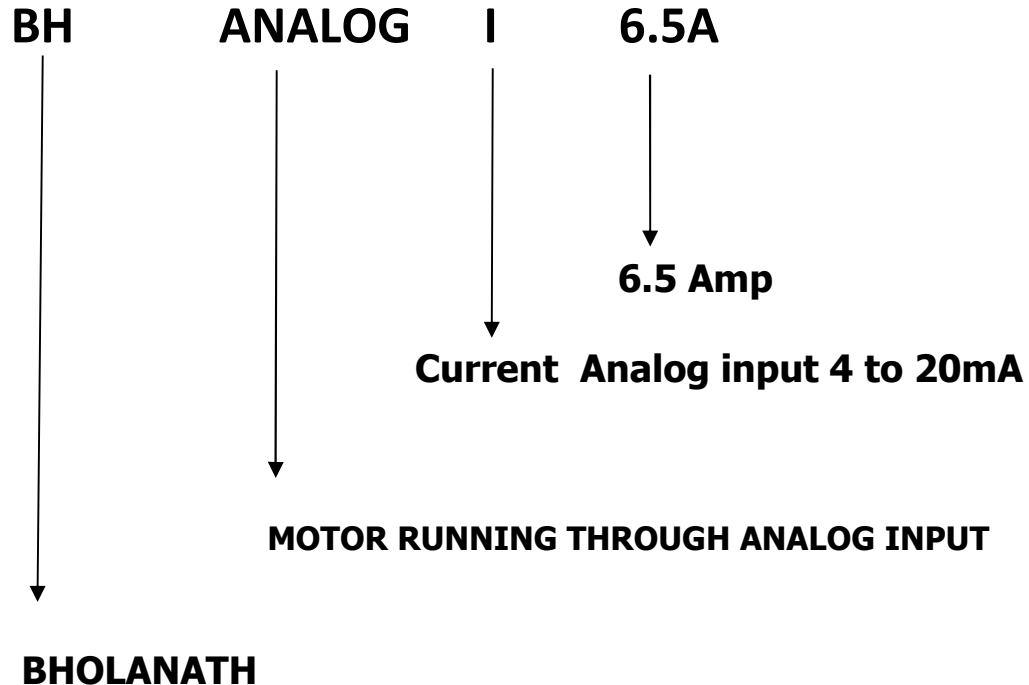 BH ANALOG I 6.5A
6.5 Amp
Current Analog input 4 to 20mA
MOTOR RUNNING THROUGH ANALOG INPUT
BHOLANATH